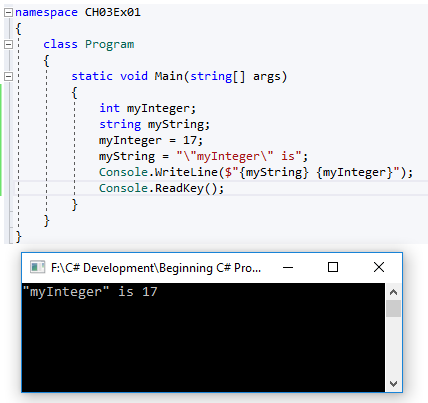 namespace CH03Ex01
{
class Program
{
static void Main(string[] args)
{
int myInteger;
string myString;
myInteger = 17;
myString = "\"myInteger\" is";
Console.WriteLine($"{myString} {myInteger}");
Console.ReadKey();
}
}
}
F:\C# Development\Beginning C# Pro...
"myInteger" is 17